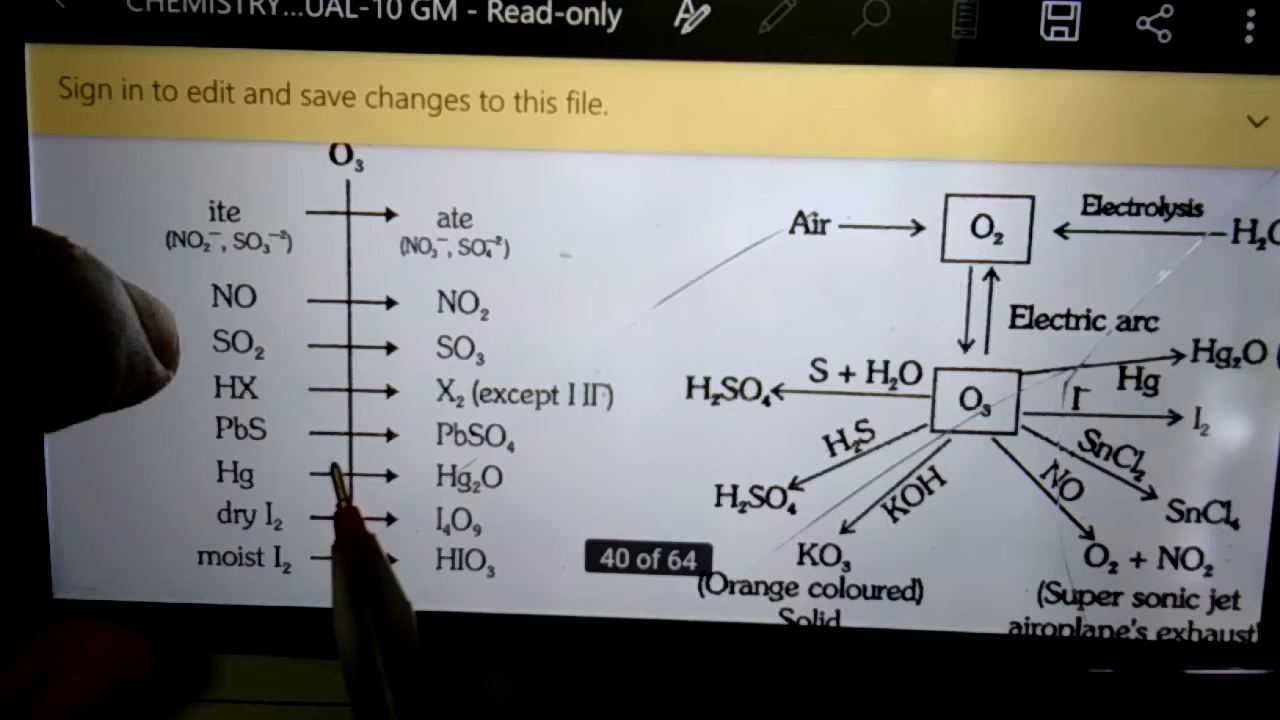 CHEMISTRY...UAL-10 GM - Read-only
Sign in to edit and save changes to this file.
O₃
ite ate
(NO₂⁻, SO₃⁻²) (NO₃⁻, SO₄⁻²)
NO NO₂
SO₂ SO₃
HX X₂ (except
PbS PbSO₄
Hg Hg₂O
dry I₂ I₄O₉
moist I₂ HIO₃
40 of 64
Air O₂ Electrolysis
Electric arc
H₂SO₄ S + H₂O O₃ Hg Hg₂O
I⁻ I₂
H₂S
H₂SO₄
KOH
KO₃
(Orange coloured)
Solid
SnCl₂
SnCl₄
NO
O₂ + NO₂
(Super sonic jet
airoplane's exhaust